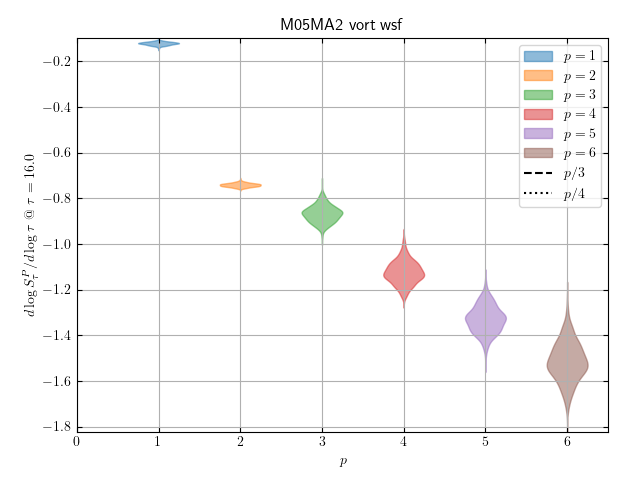 M05MA2 vort wsf
−0.2
−0.4
−0.6
−0.8
−1.0
−1.2
−1.4
−1.6
−1.8
d log S_τ^P / d log τ @ τ = 16.0
p = 1
p = 2
p = 3
p = 4
p = 5
p = 6
p/3
p/4
0 1 2 3 4 5 6
p